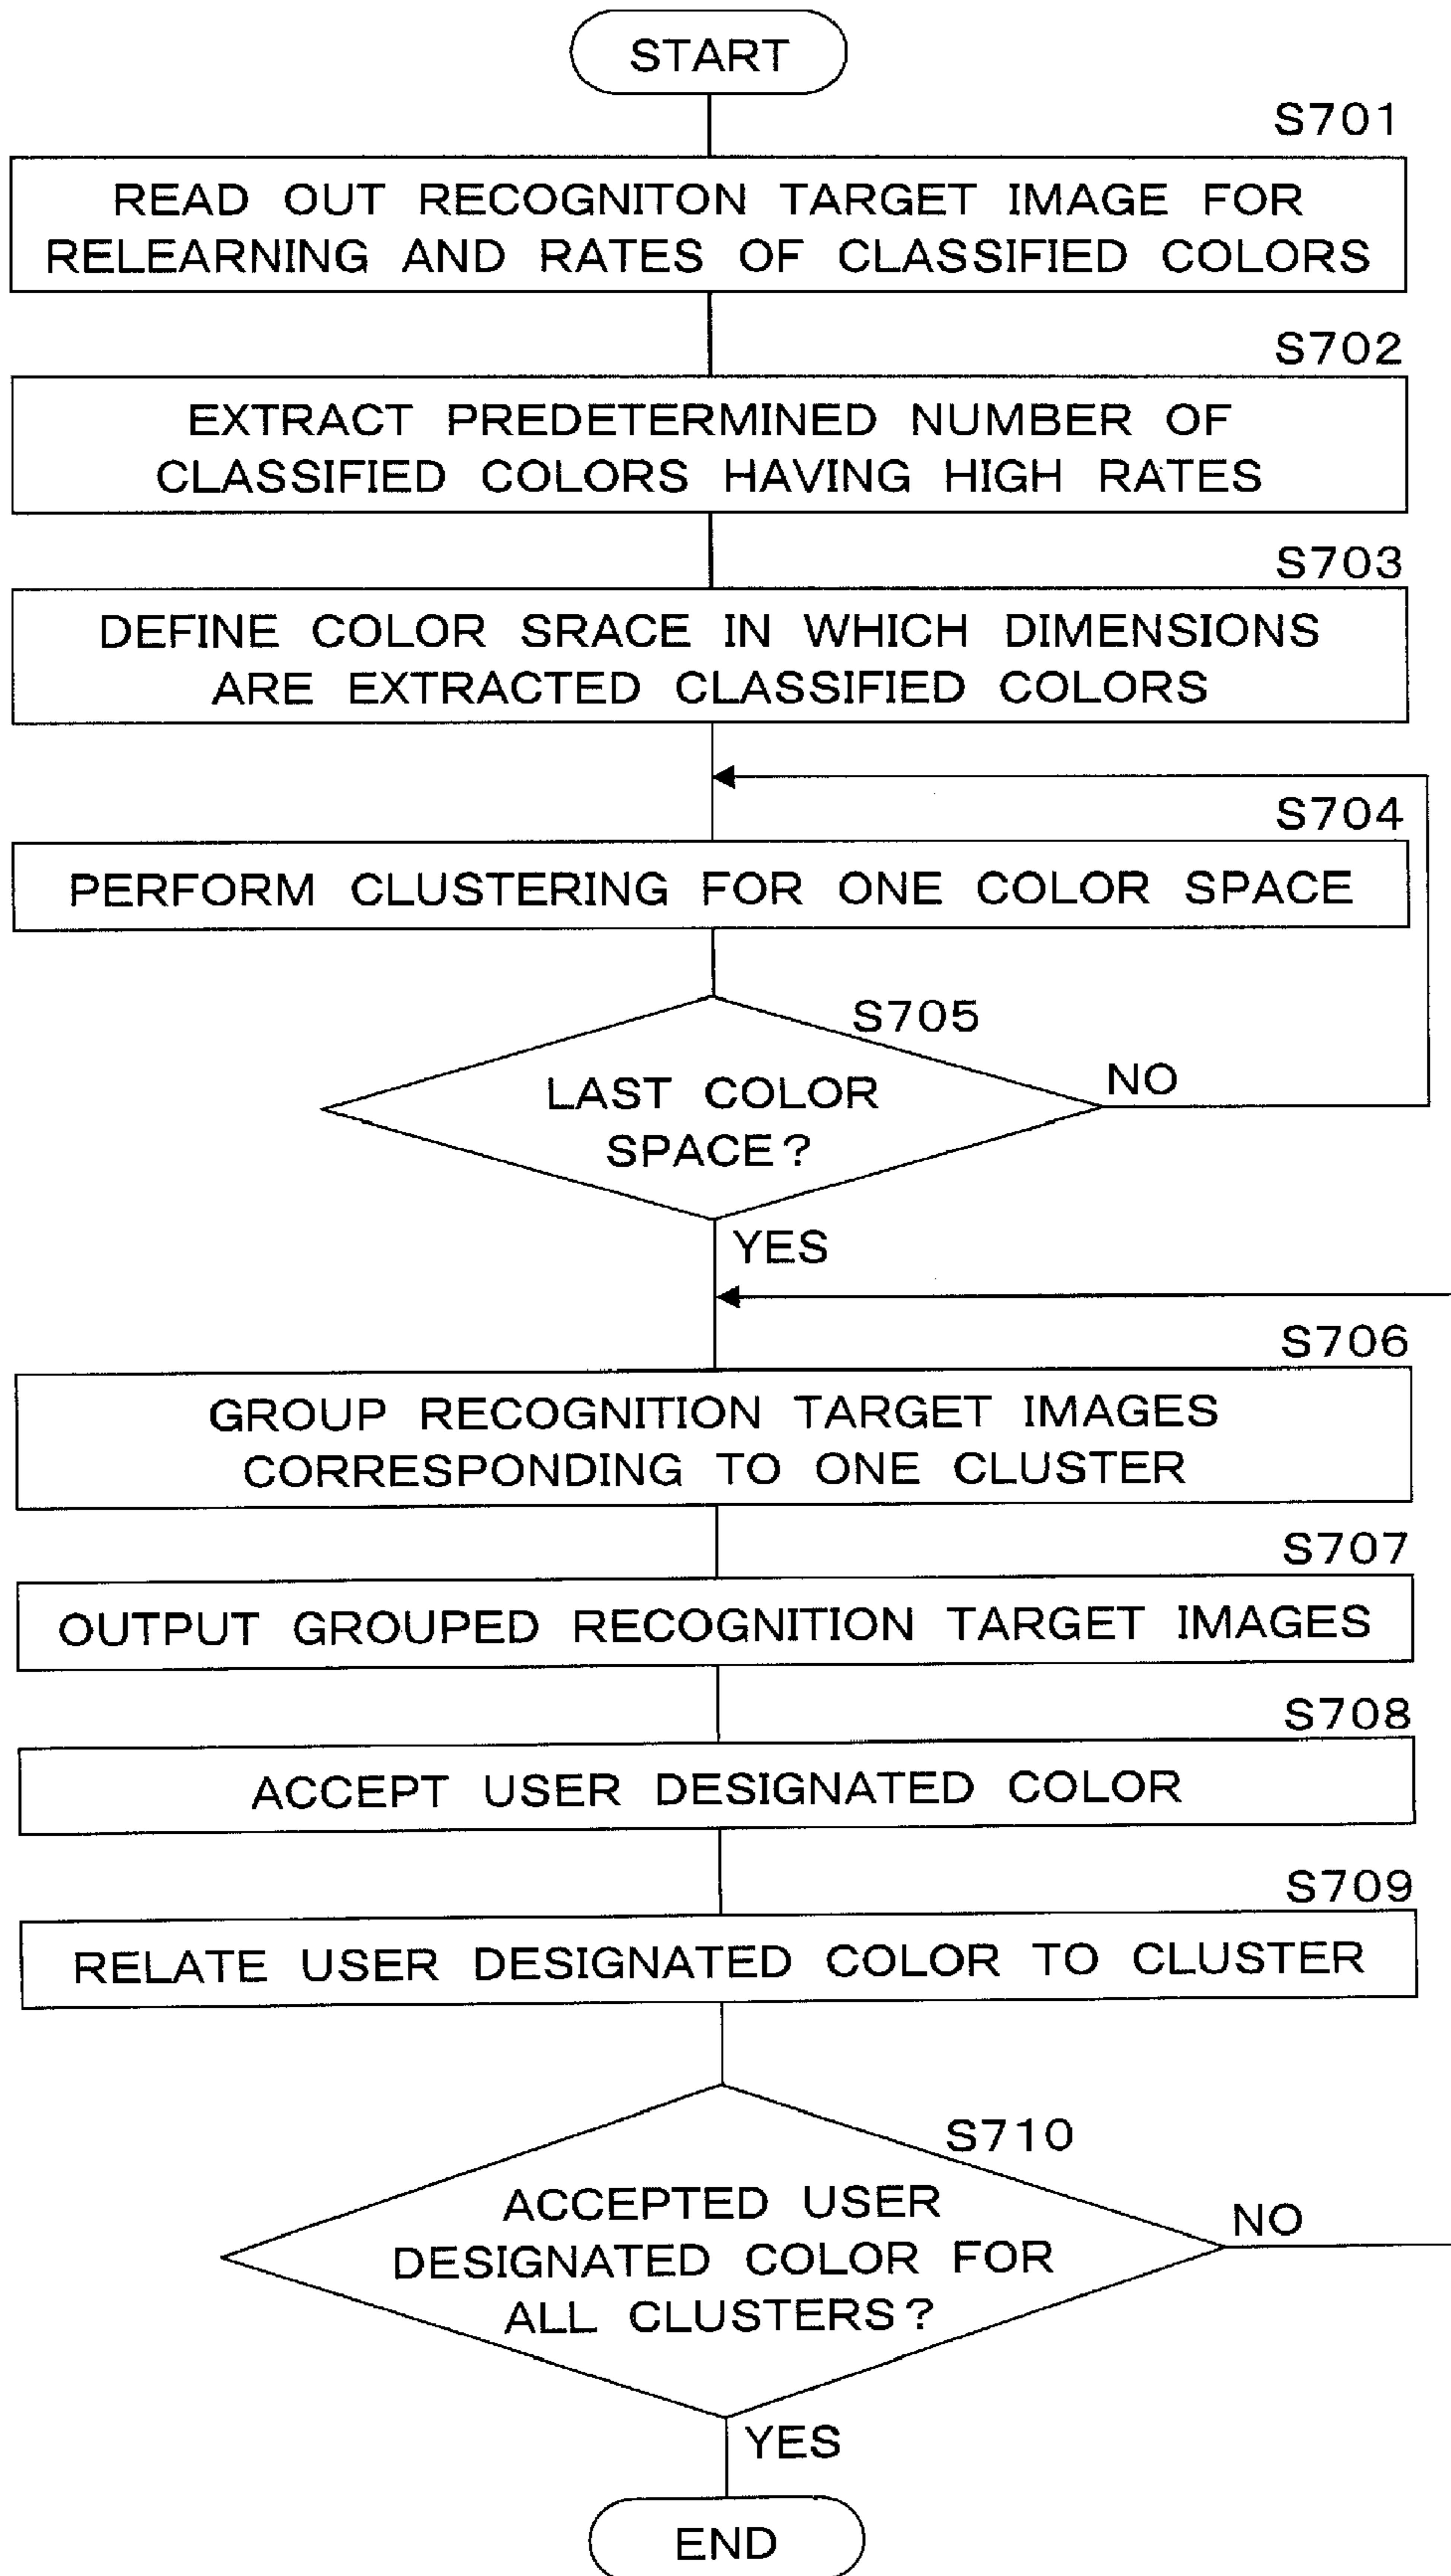 START
S701
READ OUT RECOGNITON TARGET IMAGE FOR
RELEARNING AND RATES OF CLASSIFIED COLORS
S702
EXTRACT PREDETERMINED NUMBER OF
CLASSIFIED COLORS HAVING HIGH RATES
S703
DEFINE COLOR SRACE IN WHICH DIMENSIONS
ARE EXTRACTED CLASSIFIED COLORS
S704
PERFORM CLUSTERING FOR ONE COLOR SPACE
S705
LAST COLOR
SPACE?
NO
YES
S706
GROUP RECOGNITION TARGET IMAGES
CORRESPONDING TO ONE CLUSTER
S707
OUTPUT GROUPED RECOGNITION TARGET IMAGES
S708
ACCEPT USER DESIGNATED COLOR
S709
RELATE USER DESIGNATED COLOR TO CLUSTER
S710
ACCEPTED USER
DESIGNATED COLOR FOR
ALL CLUSTERS?
NO
YES
END